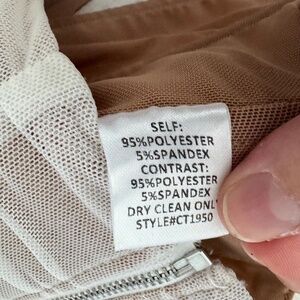 SELF:
95%POLYESTER
5%SPANDEX
CONTRAST:
95%POLYESTER
5%SPANDEX
DRY CLEAN ONLY
STYLE#CT1950